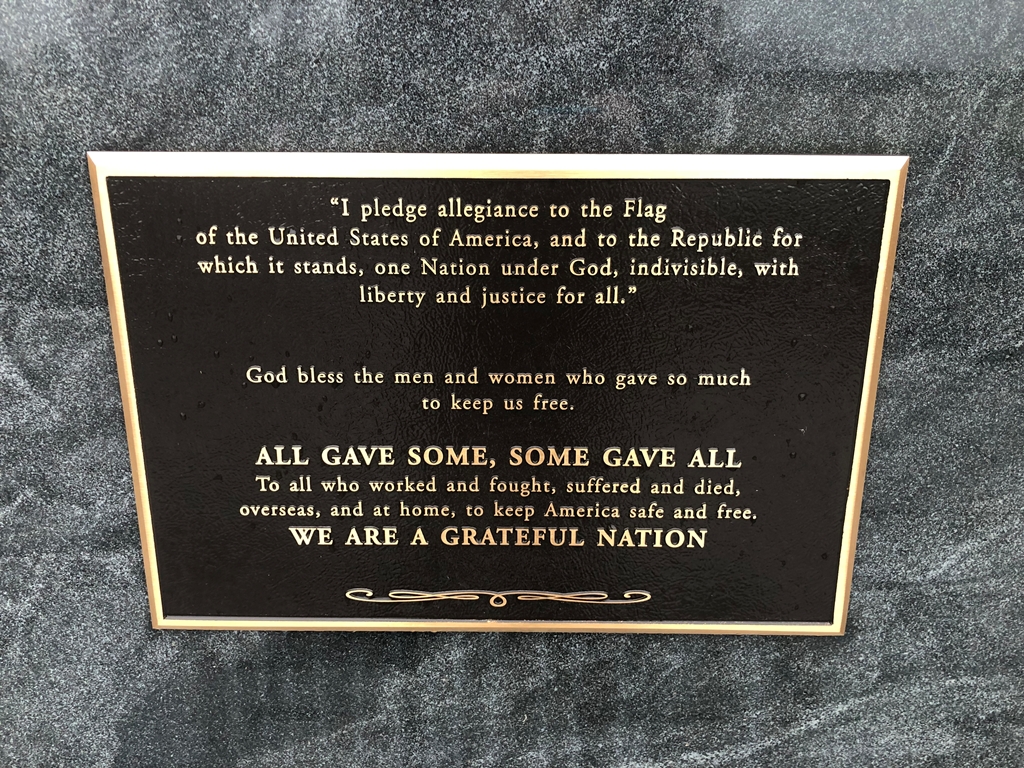 “I pledge allegiance to the Flag
of the United States of America, and to the Republic for
which it stands, one Nation under God, indivisible, with
liberty and justice for all.”
God bless the men and women who gave so much
to keep us free.
ALL GAVE SOME, SOME GAVE ALL
To all who worked and fought, suffered and died,
overseas, and at home, to keep America safe and free.
WE ARE A GRATEFUL NATION